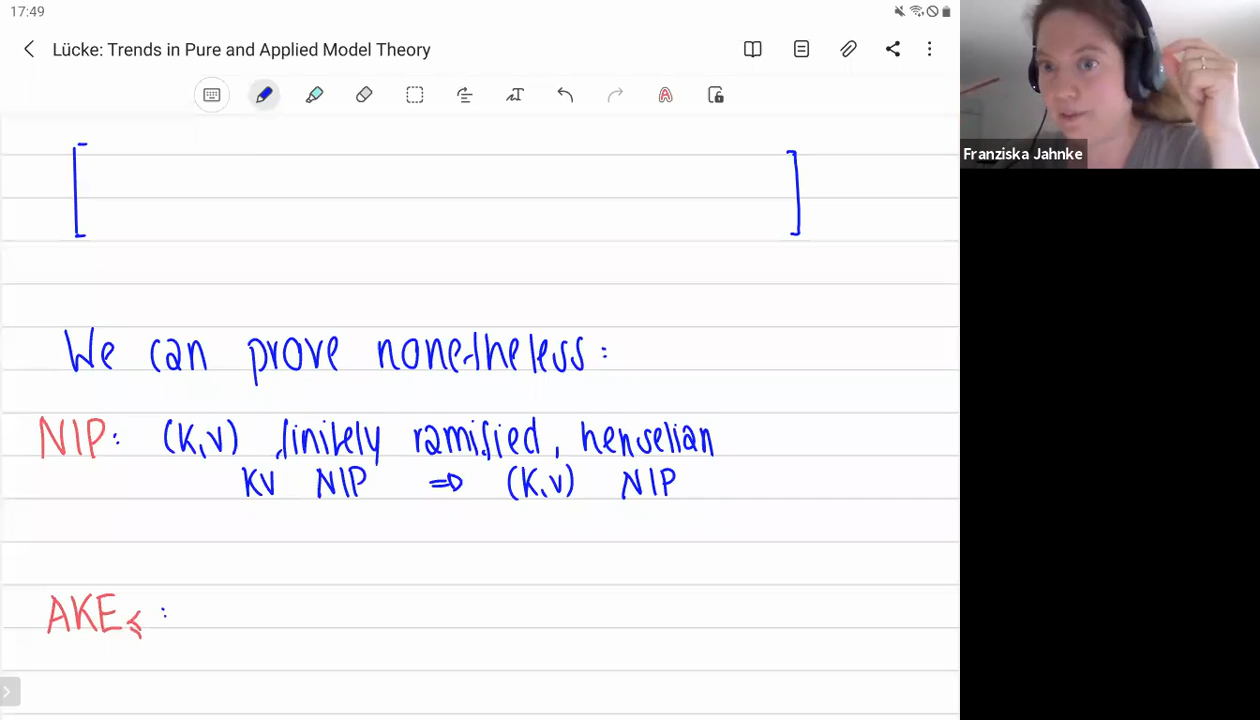 17:49
Lücke: Trends in Pure and Applied Model Theory
Franziska Jahnke
We can prove nonetheless:
NIP: (K,v) finitely ramified, henselian
Kv NIP ⇒ (K,v) NIP
AKE≼: